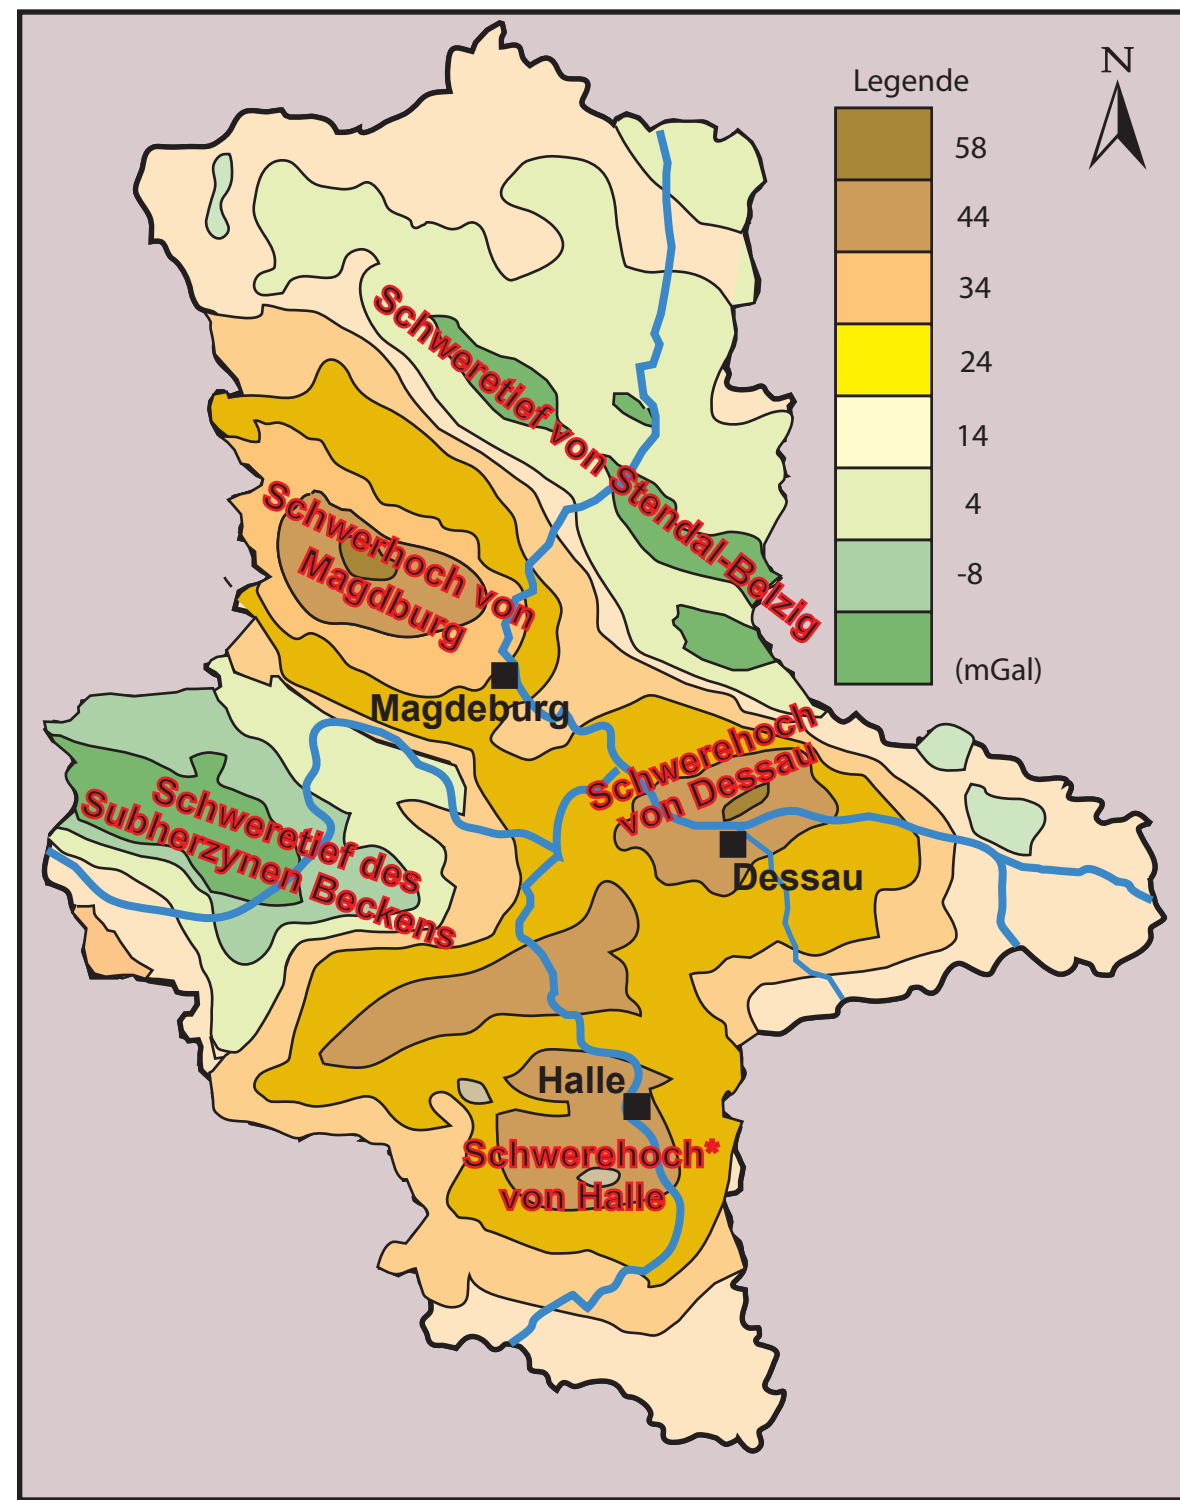 N
Legende
58
44
34
24
14
4
-8
(mGal)
Schweretief von Stendal-Belzig
Schwerhoch von
Magdburg
Magdeburg
Schwerehoch
von Dessau
Schweretief des
Subherzynen Beckens
Dessau
Halle
Schwerehoch*
von Halle